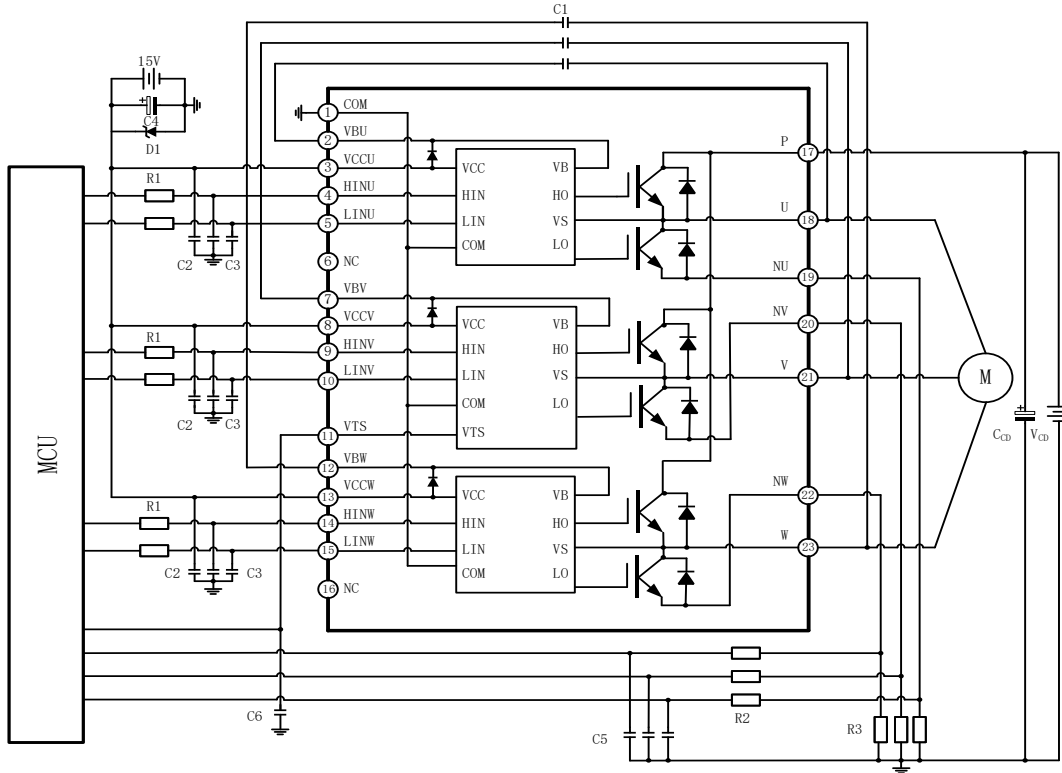 C1
15V
C4
D1
MCU
R1
C2
C3
R1
C2
C3
R1
C2
C3
C6
1 COM
2 VBU
3 VCCU
4 HINU
5 LINU
6 NC
7 VBV
8 VCCV
9 HINV
10 LINV
11 VTS
12 VBW
13 VCCW
14 HINW
15 LINW
16 NC
VCC VB
HIN HO
LIN VS
COM LO
VCC VB
HIN HO
LIN VS
COM LO
VTS
VCC VB
HIN HO
LIN VS
COM LO
P 17
U 18
NU 19
NV 20
V 21
NW 22
W 23
M
CCD
VCD
C5
R2
R3